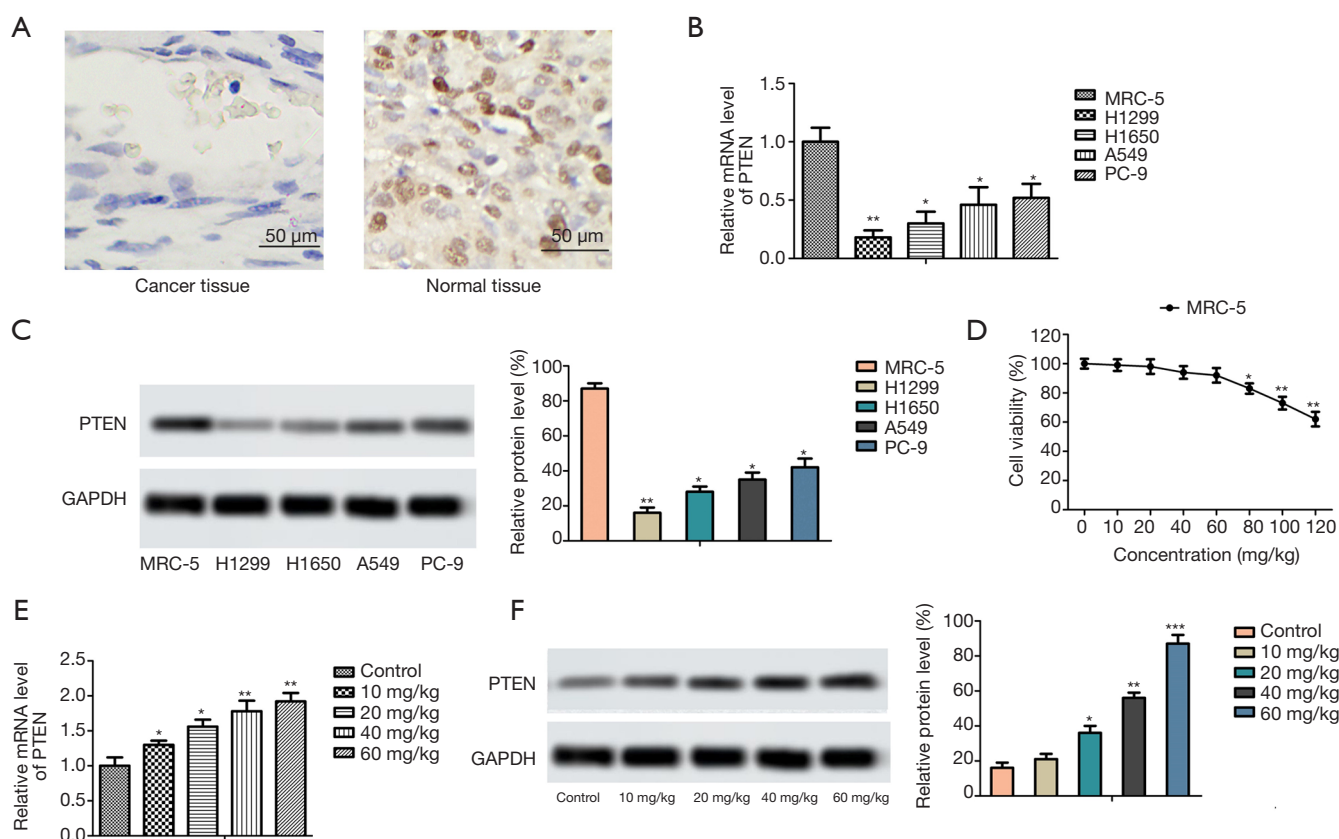 A
50 µm
Cancer tissue
50 µm
Normal tissue
B
Relative mRNA level
of PTEN
1.5
1.0
0.5
0.0
**
*
*
*
MRC-5
H1299
H1650
A549
PC-9
C
PTEN
GAPDH
MRC-5 H1299 H1650 A549 PC-9
Relative protein level (%)
100
80
60
40
20
0
**
*
*
*
MRC-5
H1299
H1650
A549
PC-9
D
MRC-5
Cell viability (%)
120
100
80
60
40
20
0
*
**
**
0 10 20 40 60 80 100 120
Concentration (mg/kg)
E
Relative mRNA level
of PTEN
2.5
2.0
1.5
1.0
0.5
0.0
*
*
**
**
Control
10 mg/kg
20 mg/kg
40 mg/kg
60 mg/kg
F
PTEN
GAPDH
Control 10 mg/kg 20 mg/kg 40 mg/kg 60 mg/kg
Relative protein level (%)
100
80
60
40
20
0
*
**
***
Control
10 mg/kg
20 mg/kg
40 mg/kg
60 mg/kg